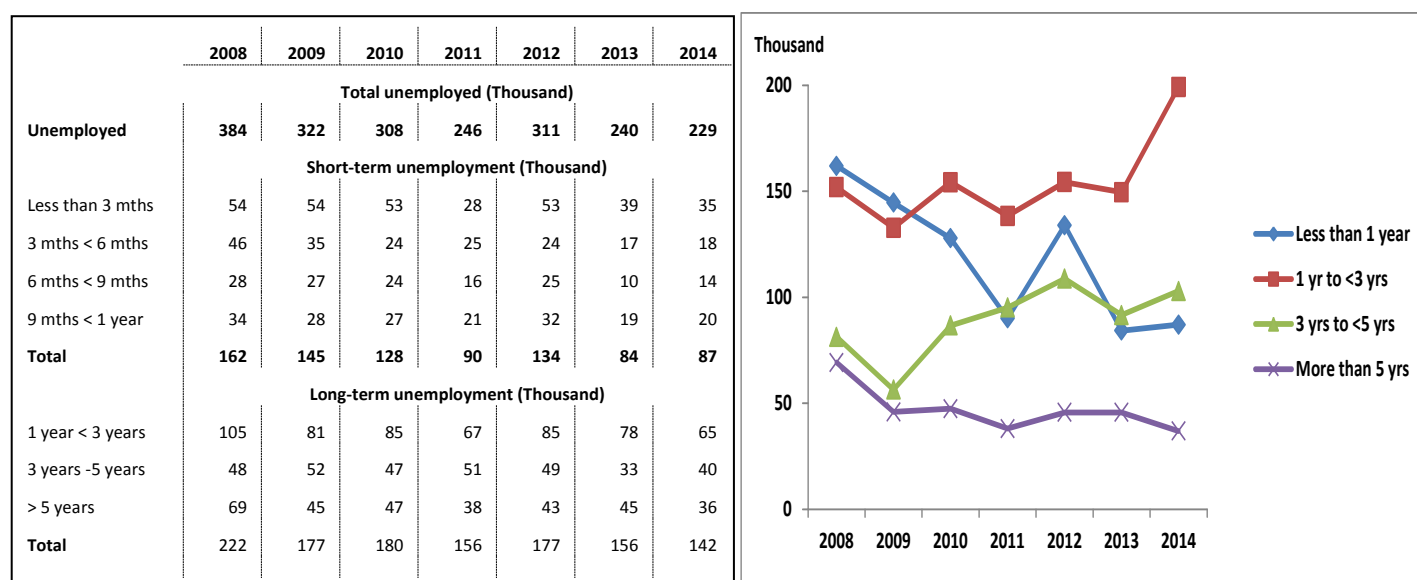 2008 2009 2010 2011 2012 2013 2014
Total unemployed (Thousand)
Unemployed 384 322 308 246 311 240 229
Short-term unemployment (Thousand)
Less than 3 mths 54 54 53 28 53 39 35
3 mths < 6 mths 46 35 24 25 24 17 18
6 mths < 9 mths 28 27 24 16 25 10 14
9 mths < 1 year 34 28 27 21 32 19 20
Total 162 145 128 90 134 84 87
Long-term unemployment (Thousand)
1 year < 3 years 105 81 85 67 85 78 65
3 years -5 years 48 52 47 51 49 33 40
> 5 years 69 45 47 38 43 45 36
Total 222 177 180 156 177 156 142
Thousand
200
150
100
50
0
2008 2009 2010 2011 2012 2013 2014
Less than 1 year
1 yr to <3 yrs
3 yrs to <5 yrs
More than 5 yrs